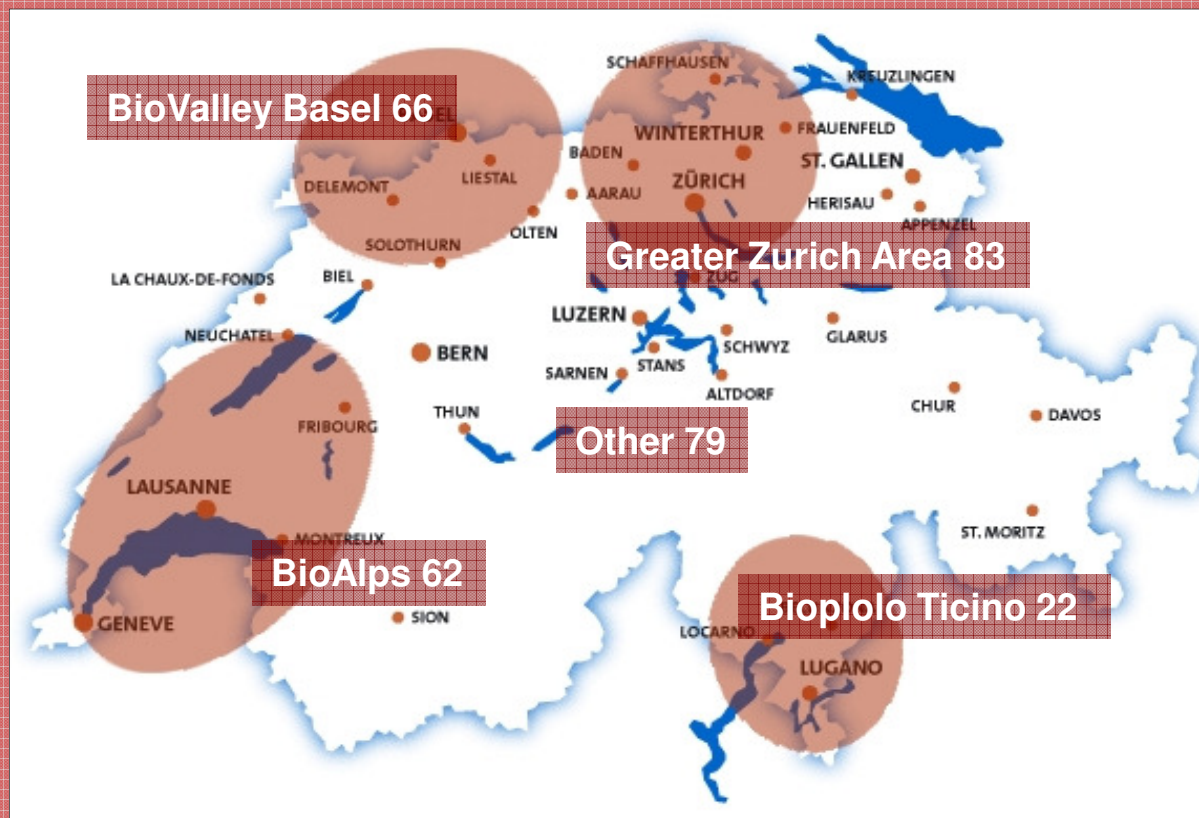 SCHAFFHAUSEN
KREUZLINGEN
BioValley Basel 66
WINTERTHUR
FRAUENFELD
BADEN
ST. GALLEN
LIESTAL
ZÜRICH
DELEMONT
AARAU
HERISAU
APPENZEL
OLTEN
SOLOTHURN
Greater Zurich Area 83
ZUG
LA CHAUX-DE-FONDS
BIEL
LUZERN
NEUCHATEL
GLARUS
SCHWYZ
BERN
STANS
SARNEN
ALTDORF
CHUR
THUN
DAVOS
FRIBOURG
Other 79
LAUSANNE
ST. MORITZ
MONTREUX
BioAlps 62
Bioplolo Ticino 22
SION
GENEVE
LOCARNO
LUGANO